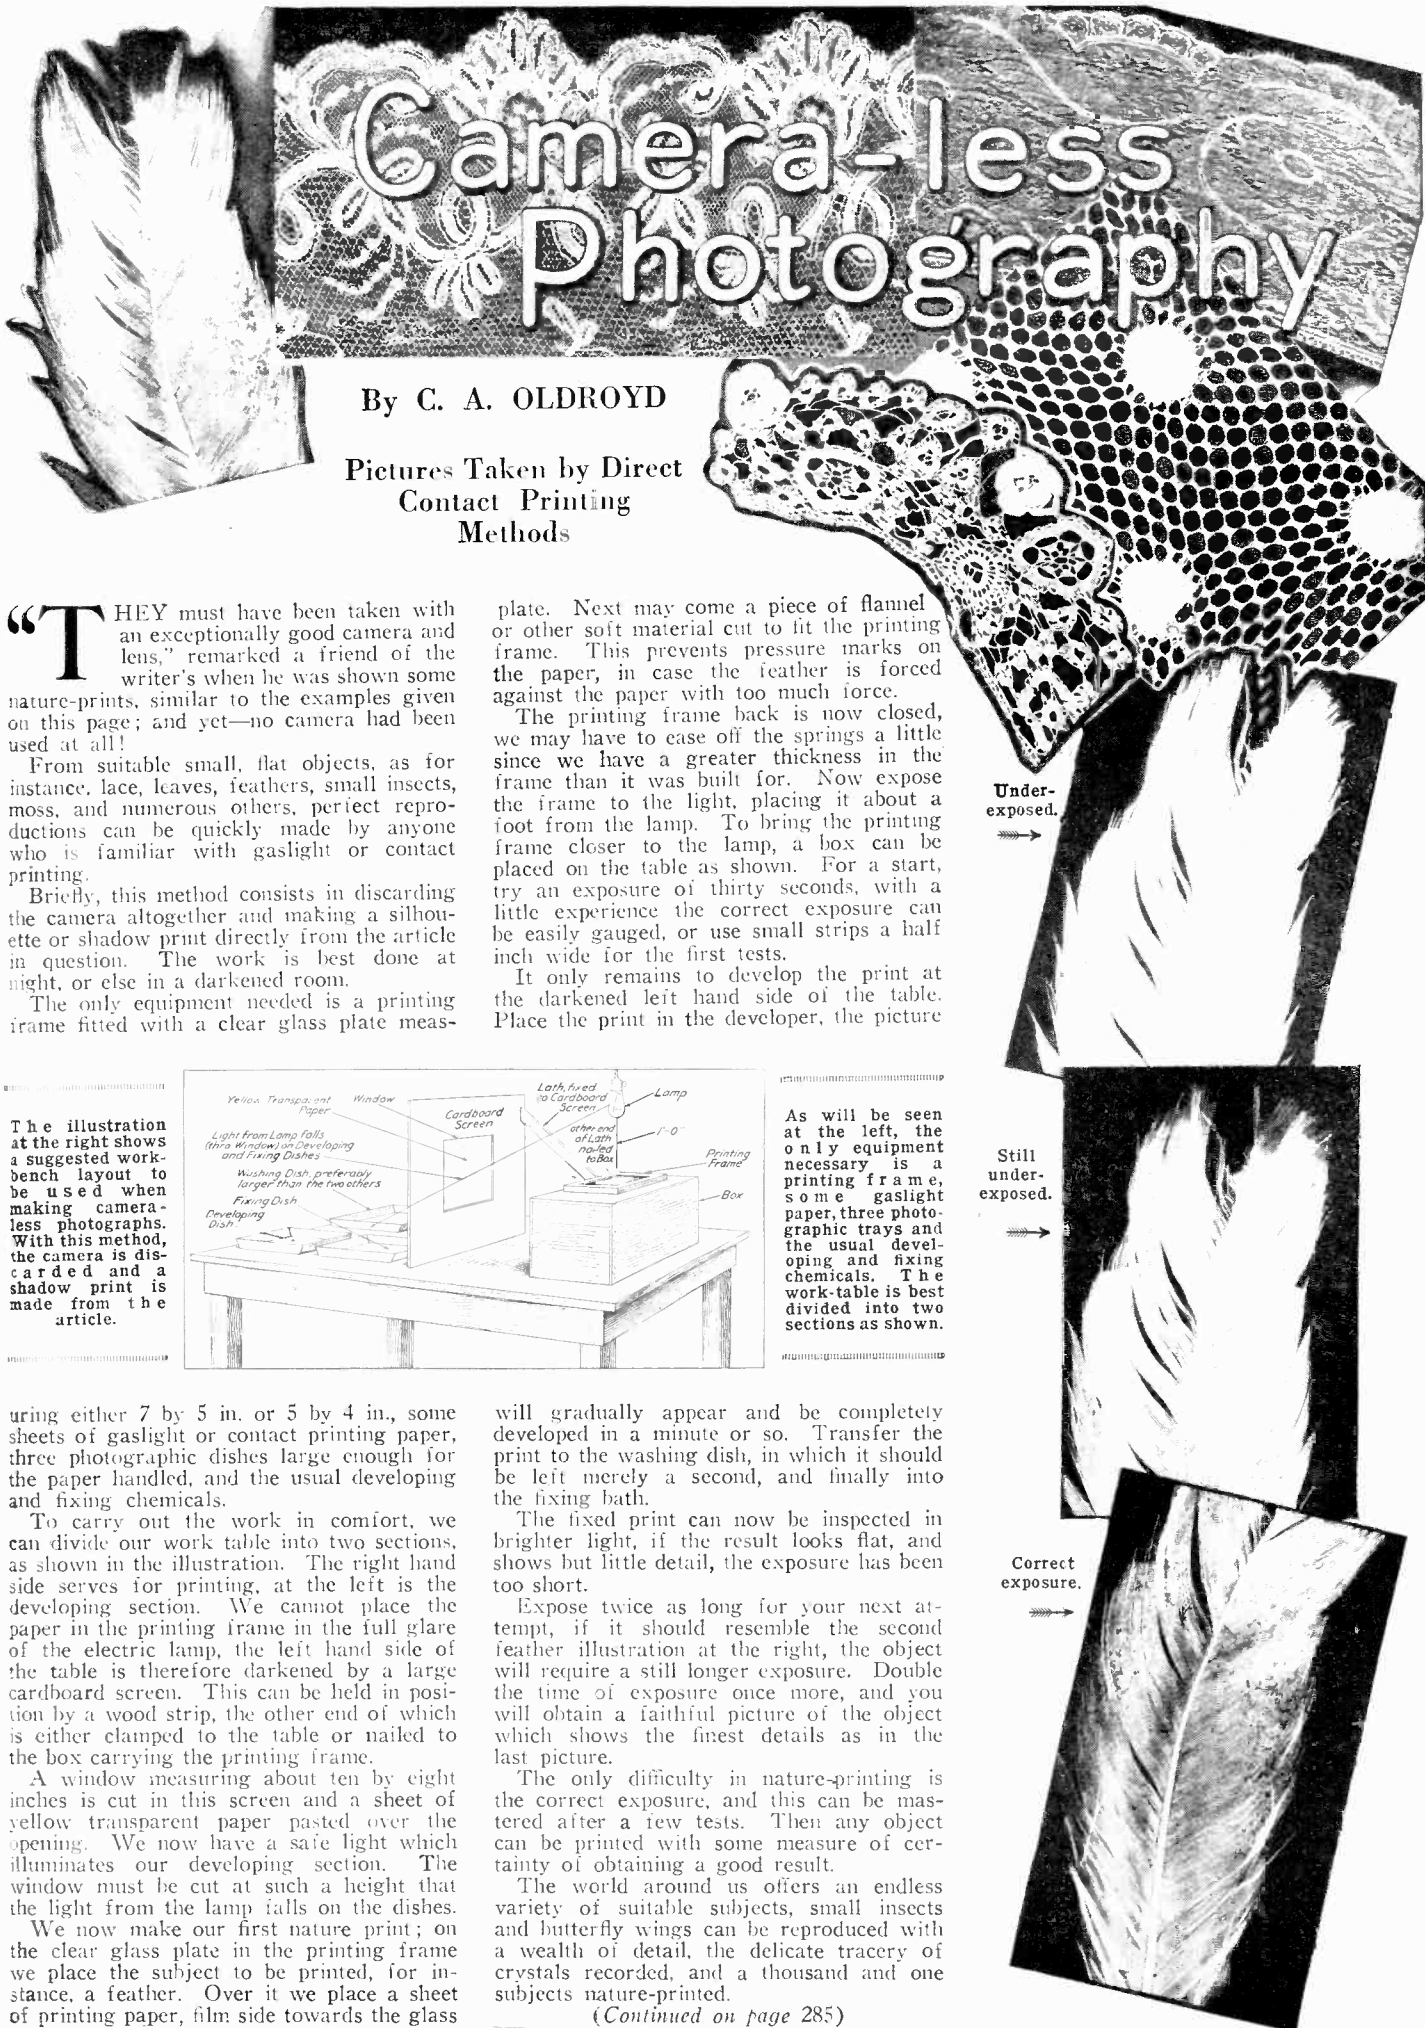 Camera-less
Photography
By C. A. OLDROYD
Pictures Taken by Direct
Contact Printing
Methods
“THEY must have been taken with
an exceptionally good camera and
lens,” remarked a friend of the
writer's when he was shown some
nature-prints, similar to the examples given
on this page; and yet—no camera had been
used at all!
From suitable small, flat objects, as for
instance, lace, leaves, feathers, small insects,
moss, and numerous others, perfect repro-
ductions can be quickly made by anyone
who is familiar with gaslight or contact
printing.
Briefly, this method consists in discarding
the camera altogether and making a silhou-
ette or shadow print directly from the article
in question. The work is best done at
night, or else in a darkened room.
The only equipment needed is a printing
frame fitted with a clear glass plate meas-
plate. Next may come a piece of flannel
or other soft material cut to fit the printing
frame. This prevents pressure marks on
the paper, in case the feather is forced
against the paper with too much force.
The printing frame back is now closed,
we may have to ease off the springs a little
since we have a greater thickness in the
frame than it was built for. Now expose
the frame to the light, placing it about a
foot from the lamp. To bring the printing
frame closer to the lamp, a box can be
placed on the table as shown. For a start,
try an exposure of thirty seconds, with a
little experience the correct exposure can
be easily gauged, or use small strips a half
inch wide for the first tests.
It only remains to develop the print at
the darkened left hand side of the table.
Place the print in the developer, the picture
Under-
exposed.
The illustration
at the right shows
a suggested work-
bench layout to
be used when
making camera-
less photographs.
With this method,
the camera is dis-
carded and a
shadow print is
made from the
article.
Yellow Transparent
Paper
Window
Cardboard
Screen
Lath, fixed
to Cardboard
Screen
Lamp
other end
of Lath
nailed
to Box
1'-0"
Printing
Frame
Box
Light from Lamp falls
(thro Window) on Developing
and Fixing Dishes
Washing Dish, preferably
larger than the two others
Fixing Dish
Developing
Dish
As will be seen
at the left, the
only equipment
necessary is a
printing frame,
some gaslight
paper, three photo-
graphic trays and
the usual devel-
oping and fixing
chemicals. The
work-table is best
divided into two
sections as shown.
Still
under-
exposed.
uring either 7 by 5 in. or 5 by 4 in., some
sheets of gaslight or contact printing paper,
three photographic dishes large enough for
the paper handled, and the usual developing
and fixing chemicals.
To carry out the work in comfort, we
can divide our work table into two sections,
as shown in the illustration. The right hand
side serves for printing, at the left is the
developing section. We cannot place the
paper in the printing frame in the full glare
of the electric lamp, the left hand side of
the table is therefore darkened by a large
cardboard screen. This can be held in posi-
tion by a wood strip, the other end of which
is either clamped to the table or nailed to
the box carrying the printing frame.
A window measuring about ten by eight
inches is cut in this screen and a sheet of
yellow transparent paper pasted over the
opening. We now have a safe light which
illuminates our developing section. The
window must be cut at such a height that
the light from the lamp falls on the dishes.
We now make our first nature print; on
the clear glass plate in the printing frame
we place the subject to be printed, for in-
stance, a feather. Over it we place a sheet
of printing paper, film side towards the glass
will gradually appear and be completely
developed in a minute or so. Transfer the
print to the washing dish, in which it should
be left merely a second, and finally into
the fixing bath.
The fixed print can now be inspected in
brighter light, if the result looks flat, and
shows but little detail, the exposure has been
too short.
Expose twice as long for your next at-
tempt, if it should resemble the second
feather illustration at the right, the object
will require a still longer exposure. Double
the time of exposure once more, and you
will obtain a faithful picture of the object
which shows the finest details as in the
last picture.
The only difficulty in nature-printing is
the correct exposure, and this can be mas-
tered after a few tests. Then any object
can be printed with some measure of cer-
tainty of obtaining a good result.
The world around us offers an endless
variety of suitable subjects, small insects
and butterfly wings can be reproduced with
a wealth of detail, the delicate tracery of
crystals recorded, and a thousand and one
subjects nature-printed.
(Continued on page 285)
Correct
exposure.